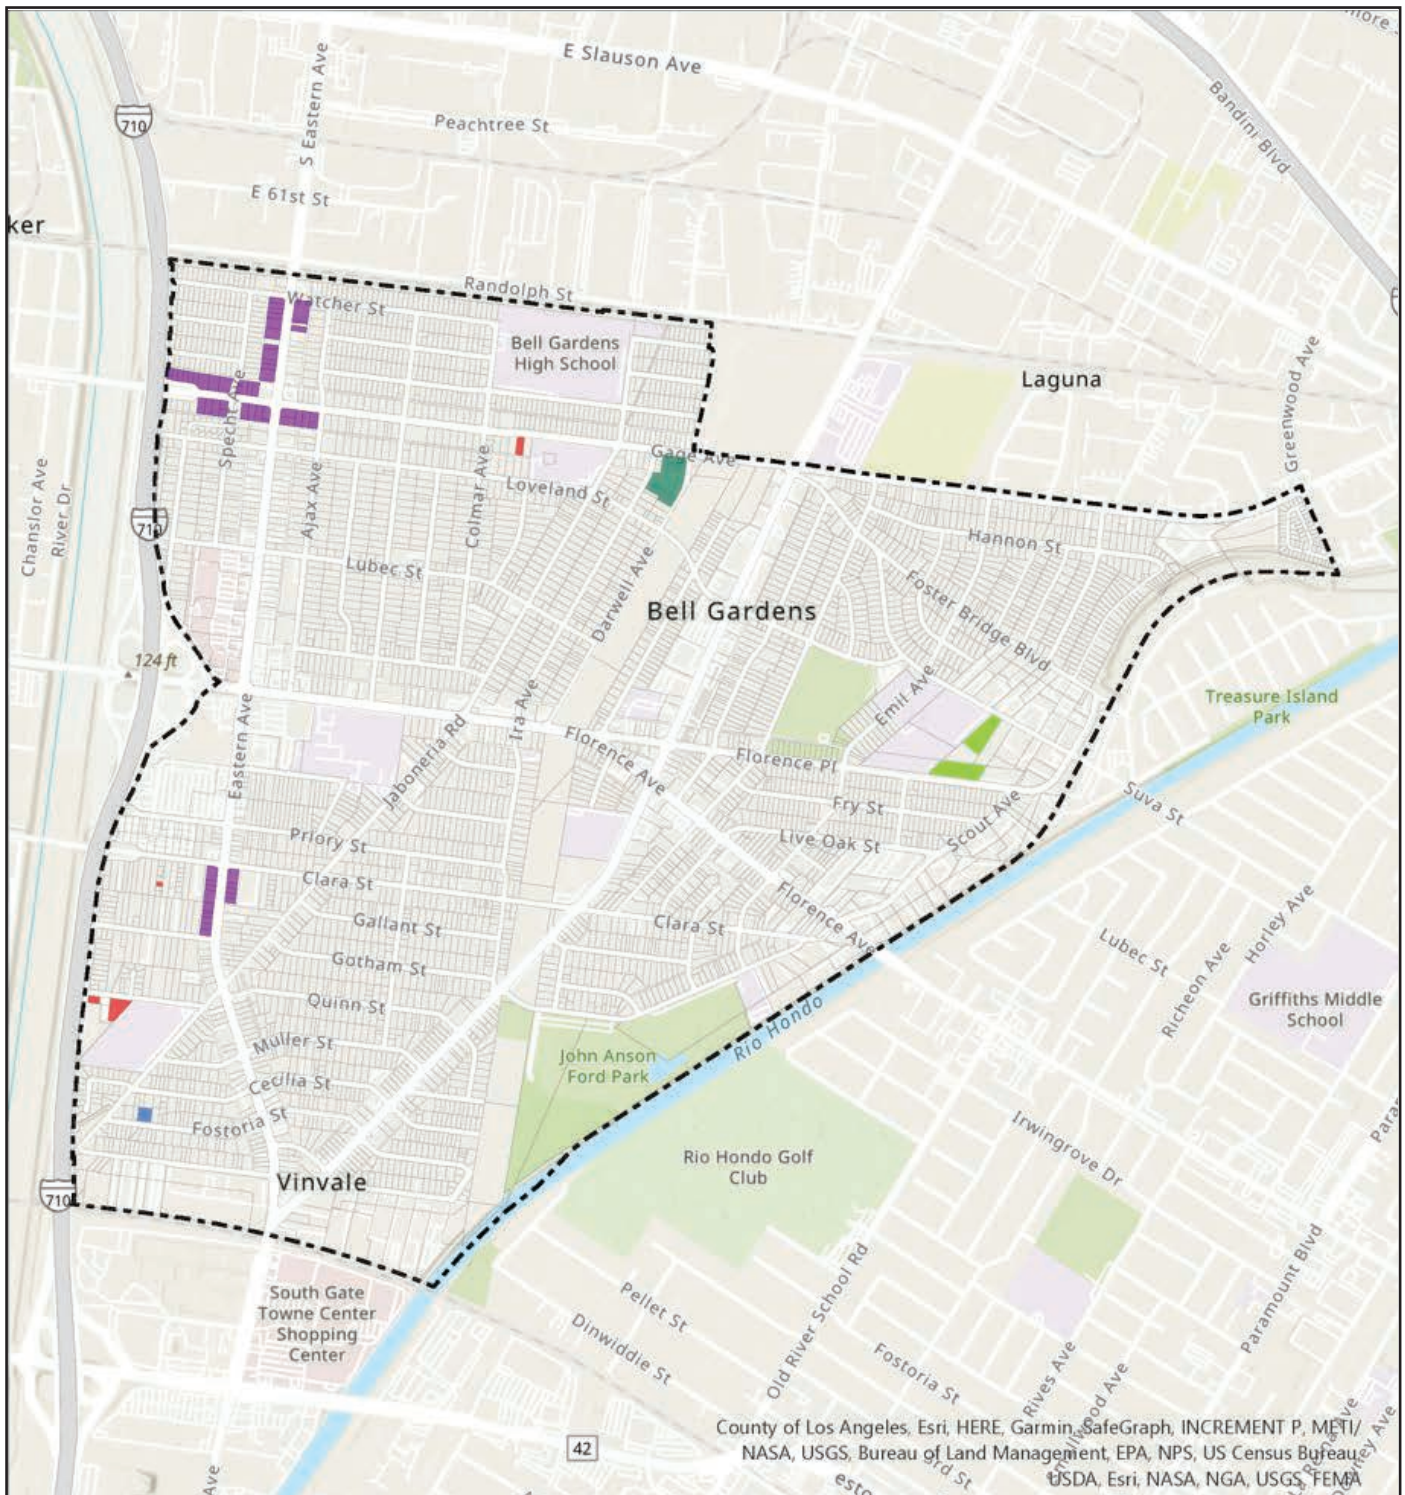 E Slauson Ave
Bandini Blvd
710
S Eastern Ave
Peachtree St
E 61st St
ker
Randolph St
Watcher St
Bell Gardens
High School
Laguna
Greenwood Ave
Specht Ave
Gage Ave
Colmar Ave
Loveland St
Ajax Ave
Chanslor Ave
River Dr
710
Hannon St
Lubec St
Darwell Ave
Foster Bridge Blvd
Bell Gardens
124 ft
Emil Ave
Treasure Island
Park
Ira Ave
Eastern Ave
Jaboneria Rd
Florence Ave
Florence Pl
Suva St
Fry St
Scout Ave
Live Oak St
Priory St
Clara St
Gallant St
Clara St
Florence Ave
Gotham St
Quinn St
Muller St
Cecilia St
Fostoria St
Lubec St
Horley Ave
Richeon Ave
Griffiths Middle
School
Rio Hondo
John Anson
Ford Park
Irwingrove Dr
Para
Rio Hondo Golf
Club
Vinvale
710
Paramount Blvd
Old River School Rd
South Gate
Towne Center
Shopping
Center
Pellet St
Dinwiddie St
Fostoria St
Rives Ave
Smallwood Ave
42
Ave
County of Los Angeles, Esri, HERE, Garmin, SafeGraph, INCREMENT P, METI/
NASA, USGS, Bureau of Land Management, EPA, NPS, US Census Bureau,
USDA, Esri, NASA, NGA, USGS, FEMA